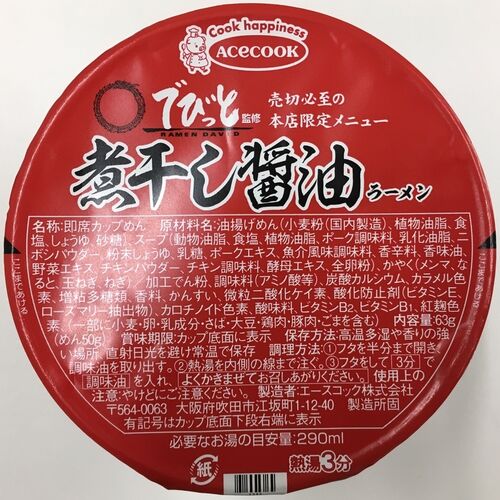 Cook happiness
ACECOOK
でびっと監修
RAMEN DAVID
売切必至の
本店限定メニュー
煮干し醤油ラーメン
名称:即席カップめん 原材料名:油揚げめん(小麦粉(国内製造)、植物油脂、食
塩、しょうゆ、砂糖)、スープ(動物油脂、食塩、植物油脂、ポーク調味料、乳化油脂、ニ
ボシパウダー、粉末しょうゆ、乳糖、ポークエキス、魚介風味調味料、香辛料、香味油、
野菜エキス、チキンパウダー、チキン調味料、酵母エキス、全卵粉)、かやく(メンマ、
なると、玉ねぎ、ねぎ)/加工でん粉、調味料(アミノ酸等)、炭酸カルシウム、カラメル色
素、増粘多糖類、香料、かんすい、微粒二酸化ケイ素、酸化防止剤(ビタミンE、
ローズマリー抽出物)、カロチノイド色素、酸味料、ビタミンB2、ビタミンB1、紅麹色
素、(一部に小麦・卵・乳成分・さば・大豆・鶏肉・豚肉・ごまを含む) 内容量:63g
(めん50g) 賞味期限:カップ底面に表示 保存方法:高温多湿や香りの強
い場所、直射日光を避け常温で保存 調理方法:①フタを半分まで開き、
調味油を取り出す。②熱湯を内側の線まで注ぐ。③フタをして[3分]で
[調味油]を入れ、よくかきまぜてお召しあがりください。 使用上の
注意:やけどにご注意ください。 製造者:エースコック株式会社
〒564-0063 大阪府吹田市江坂町1-12-40 製造所固
有記号はカップ底面下段右端に表示
必要なお湯の目安量:290ml
紙
熱湯3分
ここまであける